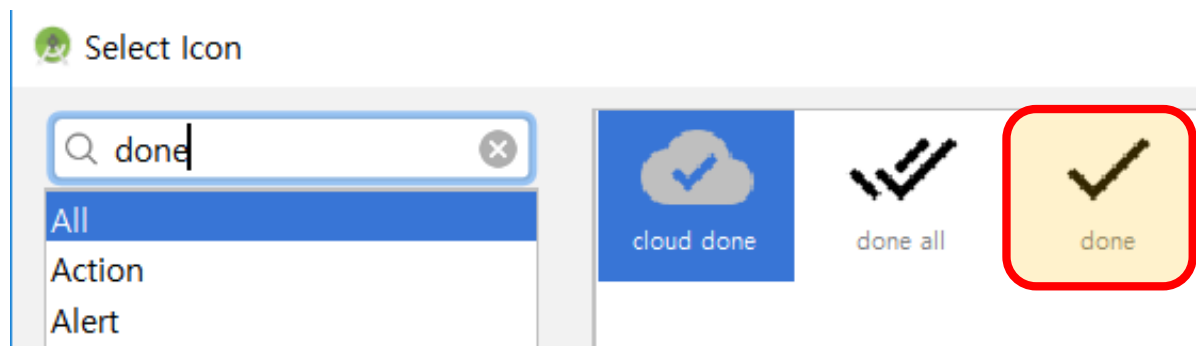 Select Icon
done
All
Action
Alert
cloud done
done all
done